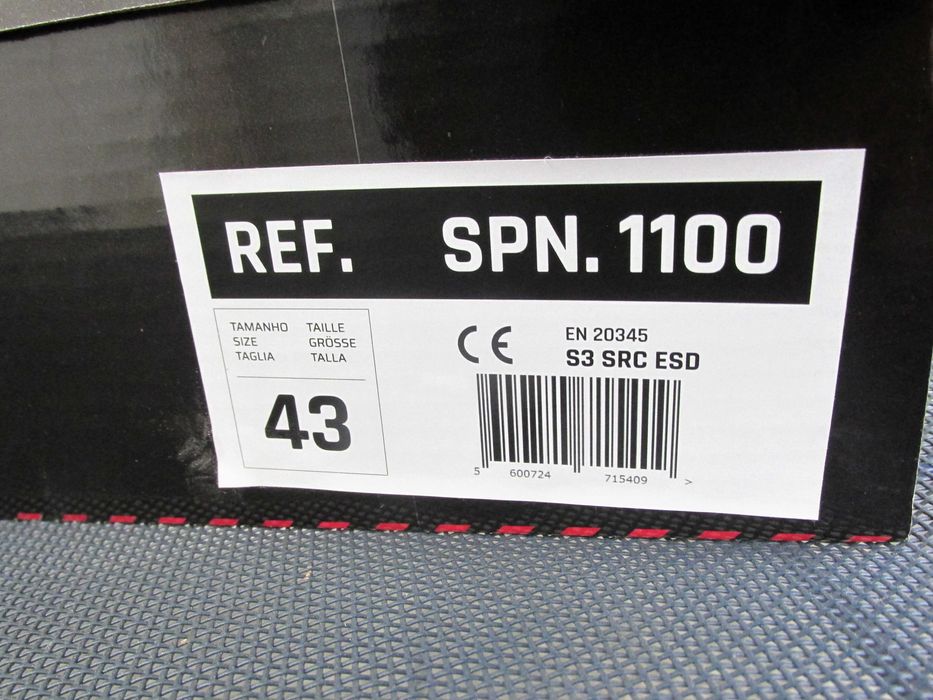 REF. SPN. 1100
TAMANHO TAILLE
SIZE GRÖSSE
TAGLIA TALLA
43
CE EN 20345
S3 SRC ESD
5 600724 715409 >